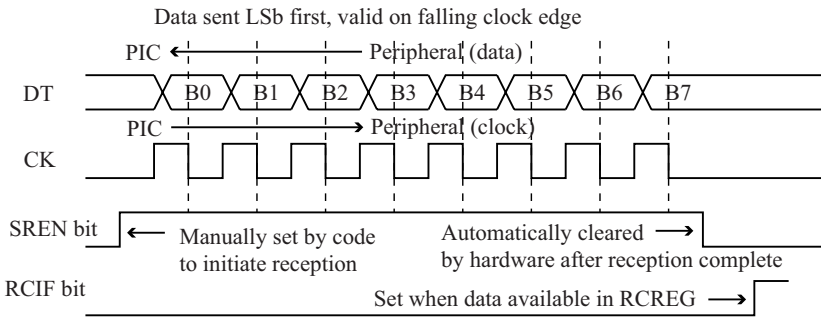 Data sent LSb first, valid on falling clock edge
PIC Peripheral (data)
DT B0 B1 B2 B3 B4 B5 B6 B7
PIC Peripheral (clock)
CK
SREN bit
Manually set by code
to initiate reception
Automatically cleared
by hardware after reception complete
RCIF bit
Set when data available in RCREG